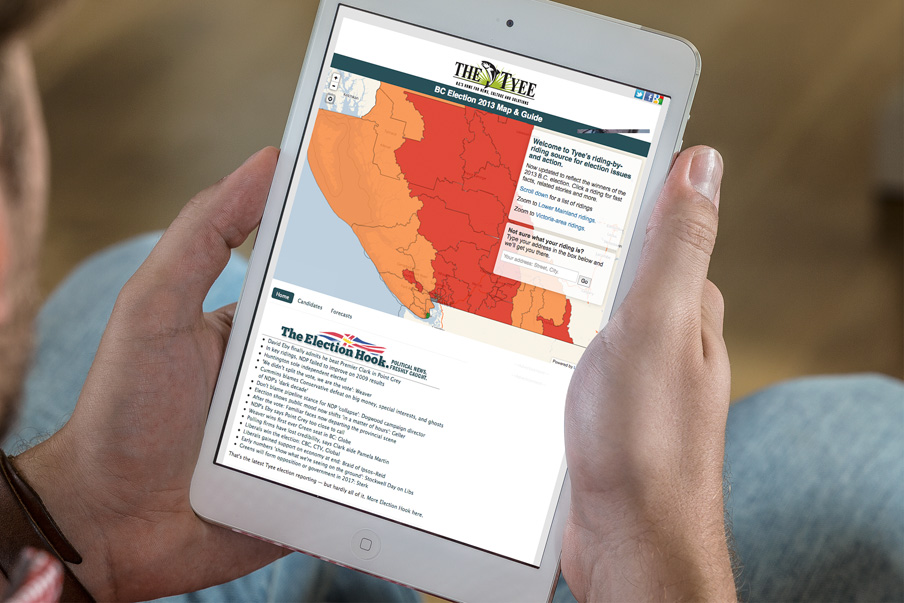 THE TYEE
B.C.'S HOME FOR NEWS, CULTURE AND SOLUTIONS
BC Election 2013 Map & Guide
+
−
Welcome to Tyee's riding-by-
riding source for election issues
and action.
Now updated to reflect the winners of the
2013 B.C. election. Click a riding for fast
facts, related stories and more.
Scroll down for a list of ridings
Zoom to Lower Mainland ridings.
Zoom to Victoria-area ridings.
Not sure what your riding is?
Type your address in the box below and
we'll get you there.
Your address: Street, City,
Go
Powered by
Home
Candidates
Forecasts
The Election Hook.
POLITICAL NEWS,
FRESHLY CAUGHT.
David Eby finally admits he beat Premier Clark in Point Grey
In key ridings, NDP failed to improve on 2009 results
Huntington sole independent elected
'We didn't split the vote, we are the vote': Weaver
Cummins blames Conservative defeat on big money, special interests, and ghosts
of NDP's 'dark decade'
Don't blame pipeline stance for NDP 'collapse': Dogwood campaign director
Election shows public mood now shifts 'in a matter of hours': Geller
After the vote: Familiar faces now departing the provincial scene
NDP's Eby says Point Grey too close to call
Weaver wins first ever Green seat in BC: Globe
Polling firms have lost credibility, says Clark aide Pamela Martin
Liberals win the election: CBC, CTV, Global
Liberals gained support on economy at end: Braid of Ipsos-Reid
Early numbers 'show what we're seeing on the ground': Stockwell Day on Libs
Greens will form opposition or government in 2017: Sterk
That's the latest Tyee election reporting — but hardly all of it. More Election Hook here.